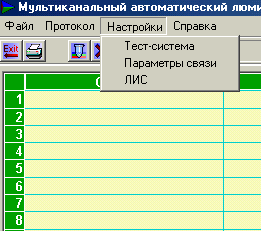 Мультиканальный автоматический люми
Файл Протокол Настройки Справка
Exit
Тест-система
Параметры связи
ЛИС
1
2
3
4
5
6
7
8